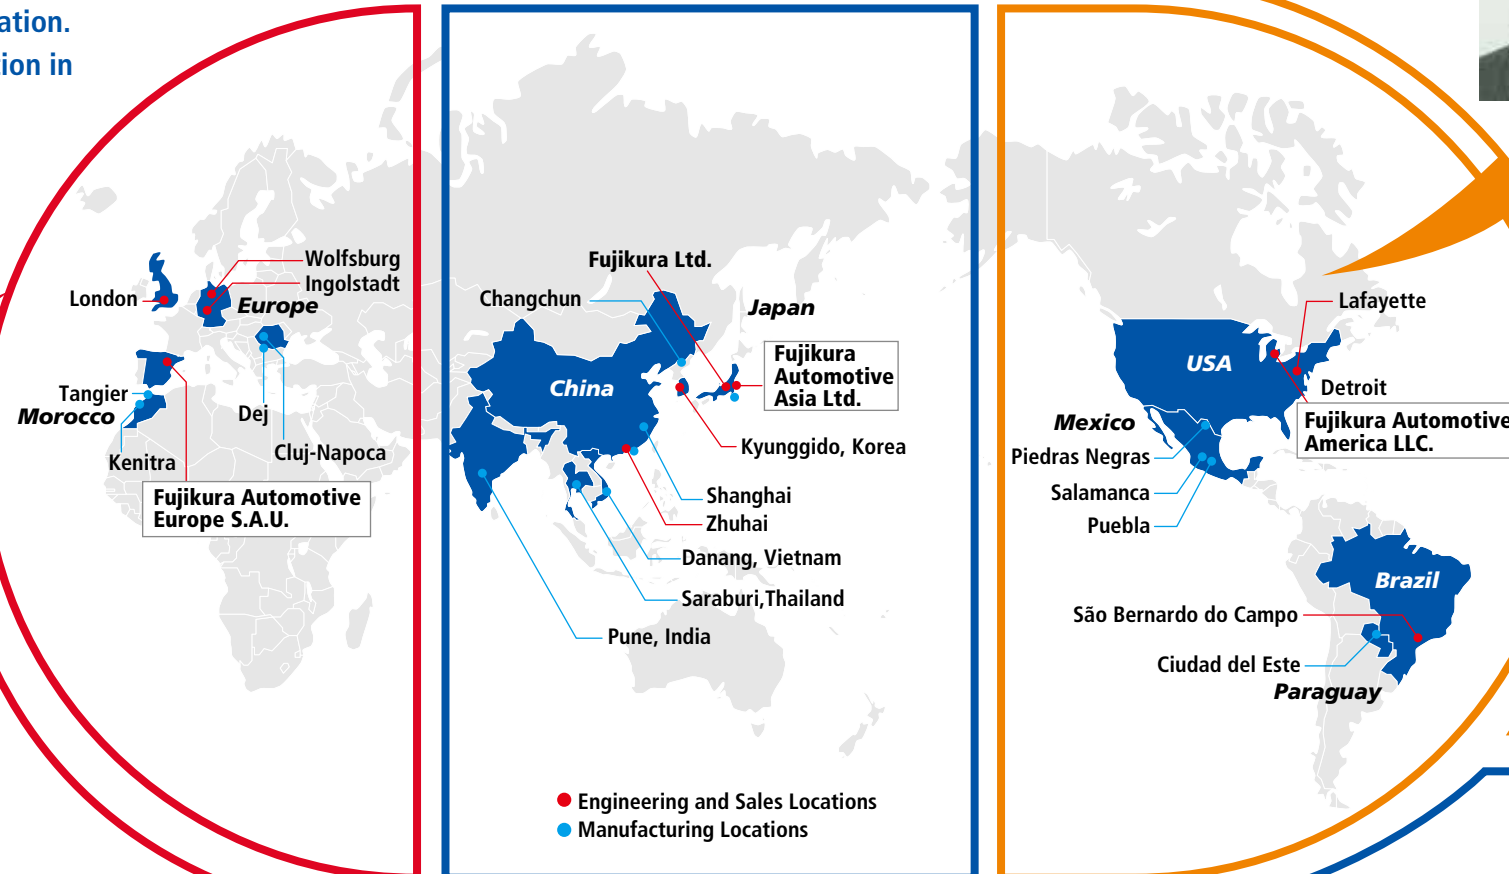 ation.
tion in
Wolfsburg
Ingolstadt
London
Europe
Tangier
Morocco
Dej
Cluj-Napoca
Kenitra
Fujikura Automotive
Europe S.A.U.
Fujikura Ltd.
Changchun
Japan
Fujikura
Automotive
Asia Ltd.
China
Kyunggido, Korea
Shanghai
Zhuhai
Danang, Vietnam
Saraburi,Thailand
Pune, India
Engineering and Sales Locations
Manufacturing Locations
Lafayette
USA
Detroit
Fujikura Automotive
America LLC.
Mexico
Piedras Negras
Salamanca
Puebla
Brazil
São Bernardo do Campo
Ciudad del Este
Paraguay